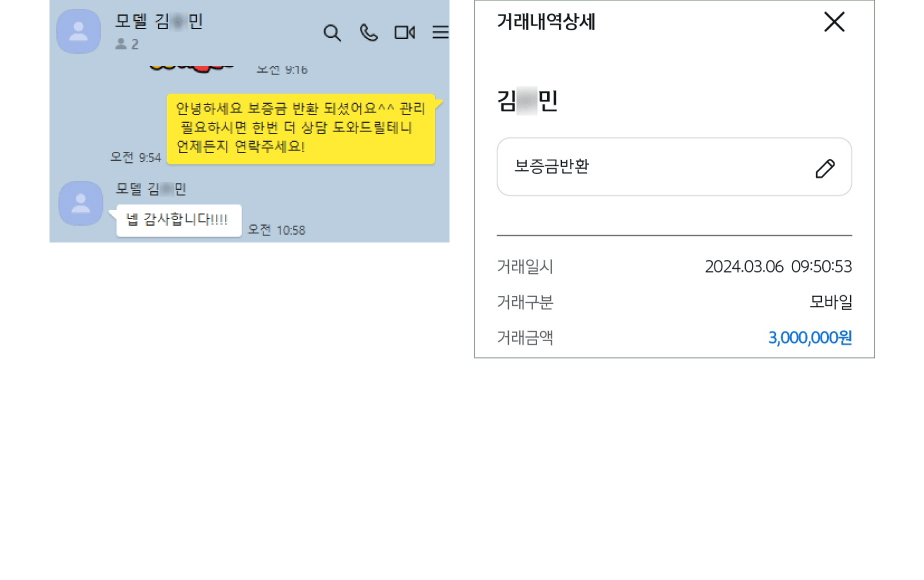 모델 김 민
2
오전 9:16
안녕하세요 보증금 반환 되셨어요^^ 관리
필요하시면 한번 더 상담 도와드릴테니
언제든지 연락주세요!
오전 9:54
모델 김 민
넵 감사합니다!!!!
오전 10:58
거래내역상세
김 민
보증금반환
거래일시 2024.03.06 09:50:53
거래구분 모바일
거래금액 3,000,000원